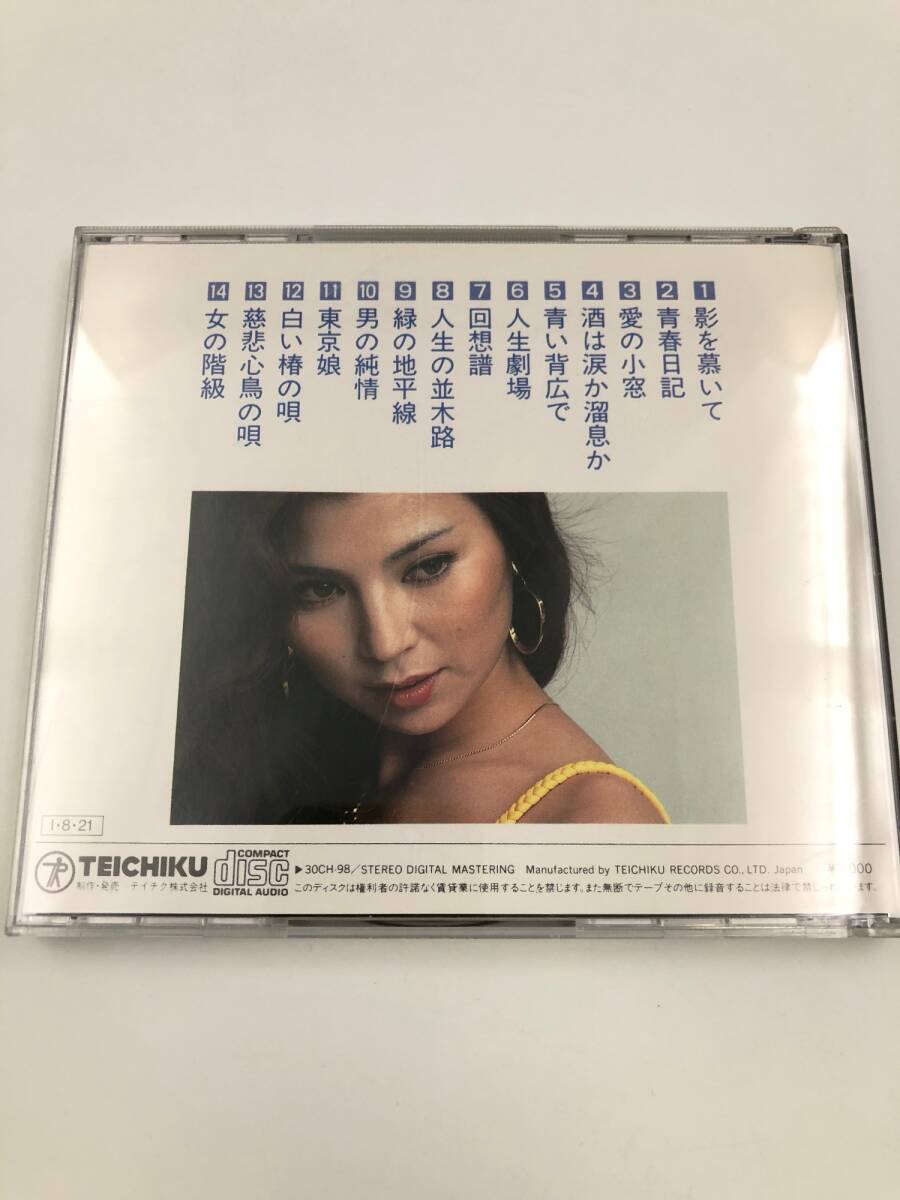 1 影を慕いて
2 青春日記
3 愛の小窓
4 酒は涙か溜息か
5 青い背広で
6 人生劇場
7 回想譜
8 人生の並木路
9 緑の地平線
10 男の純情
11 東京娘
12 白い椿の唄
13 慈悲心鳥の唄
14 女の階級
I・8・21
TEICHIKU
制作・発売 テイチク株式会社
COMPACT
disc
DIGITAL AUDIO
▶30CH-98/STEREO DIGITAL MASTERING Manufactured by TEICHIKU RECORDS CO., LTD. Japan
このディスクは権利者の許諾なく賃貸業に使用することを禁じます。また無断でテープその他に録音することは法律で禁じられています。